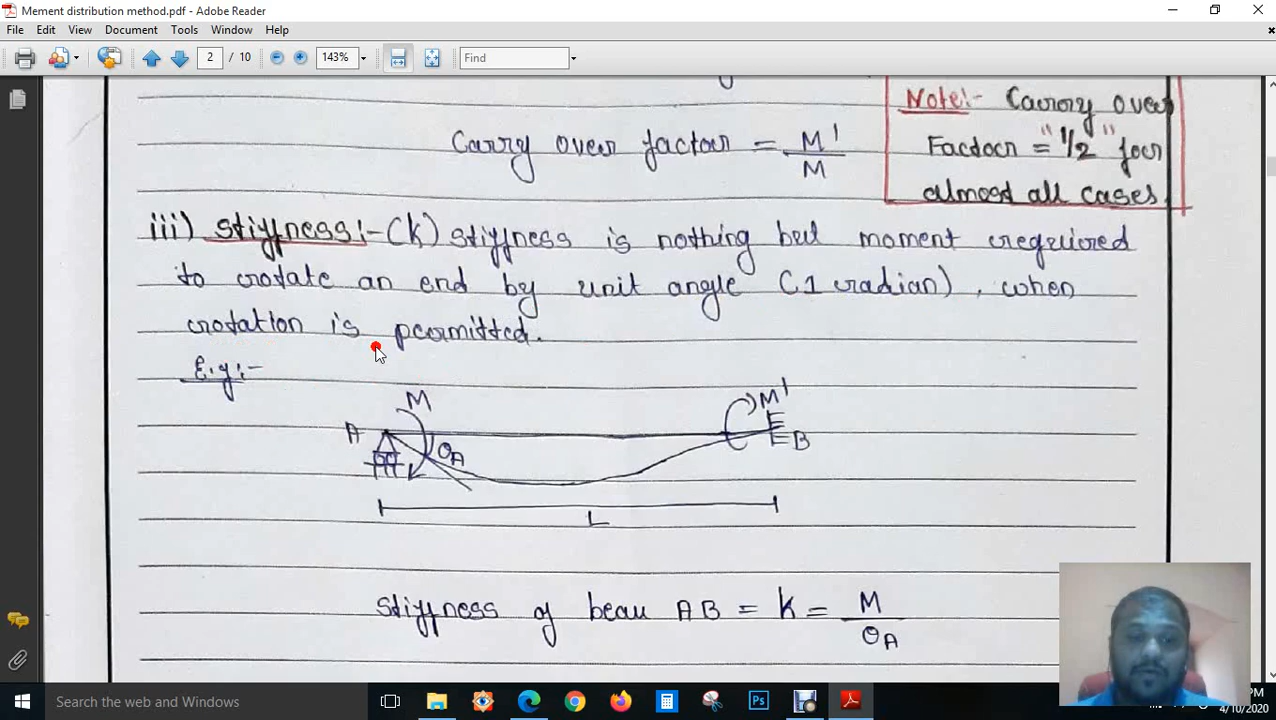 Mement distribution method.pdf - Adobe Reader
File Edit View Document Tools Window Help
2 / 10 143% Find
Note:- Carry over
Factor = "1/2" for
almost all cases.
Carry over factor = M'/M
iii) stiffness:- (k) stiffness is nothing but moment required
to rotate an end by unit angle (1 radian), when
rotation is permitted.
E.g:-
M M'
A θA B
L
Stiffness of beam AB = k = M/θA
Search the web and Windows
PM
4/10/2020